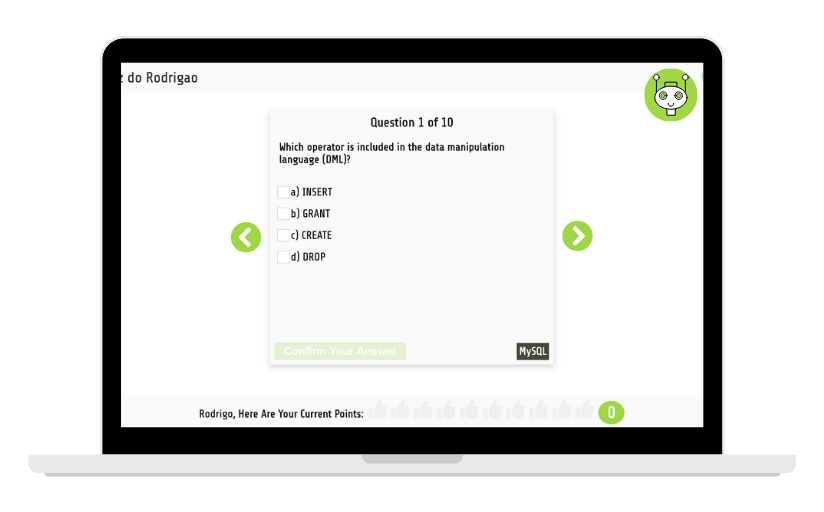 do Rodrigao
Question 1 of 10
Which operator is included in the data manipulation
language (DML)?
a) INSERT
b) GRANT
c) CREATE
d) DROP
Confirm Your Answer
MySQL
Rodrigo, Here Are Your Current Points:
0